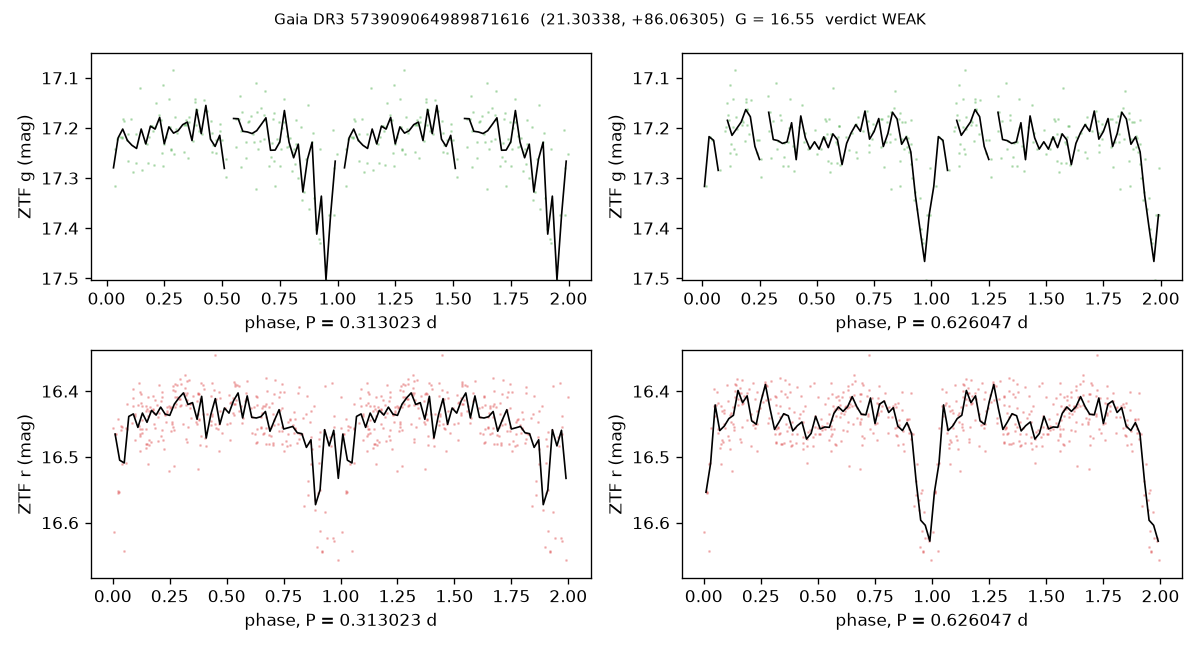 Gaia DR3 573909064989871616  (21.30338, +86.06305)  G = 16.55  verdict WEAK
ZTF g (mag)
17.1
17.2
17.3
17.4
17.5
0.00 0.25 0.50 0.75 1.00 1.25 1.50 1.75 2.00
phase, P = 0.313023 d
ZTF g (mag)
17.1
17.2
17.3
17.4
17.5
0.00 0.25 0.50 0.75 1.00 1.25 1.50 1.75 2.00
phase, P = 0.626047 d
ZTF r (mag)
16.4
16.5
16.6
0.00 0.25 0.50 0.75 1.00 1.25 1.50 1.75 2.00
phase, P = 0.313023 d
ZTF r (mag)
16.4
16.5
16.6
0.00 0.25 0.50 0.75 1.00 1.25 1.50 1.75 2.00
phase, P = 0.626047 d